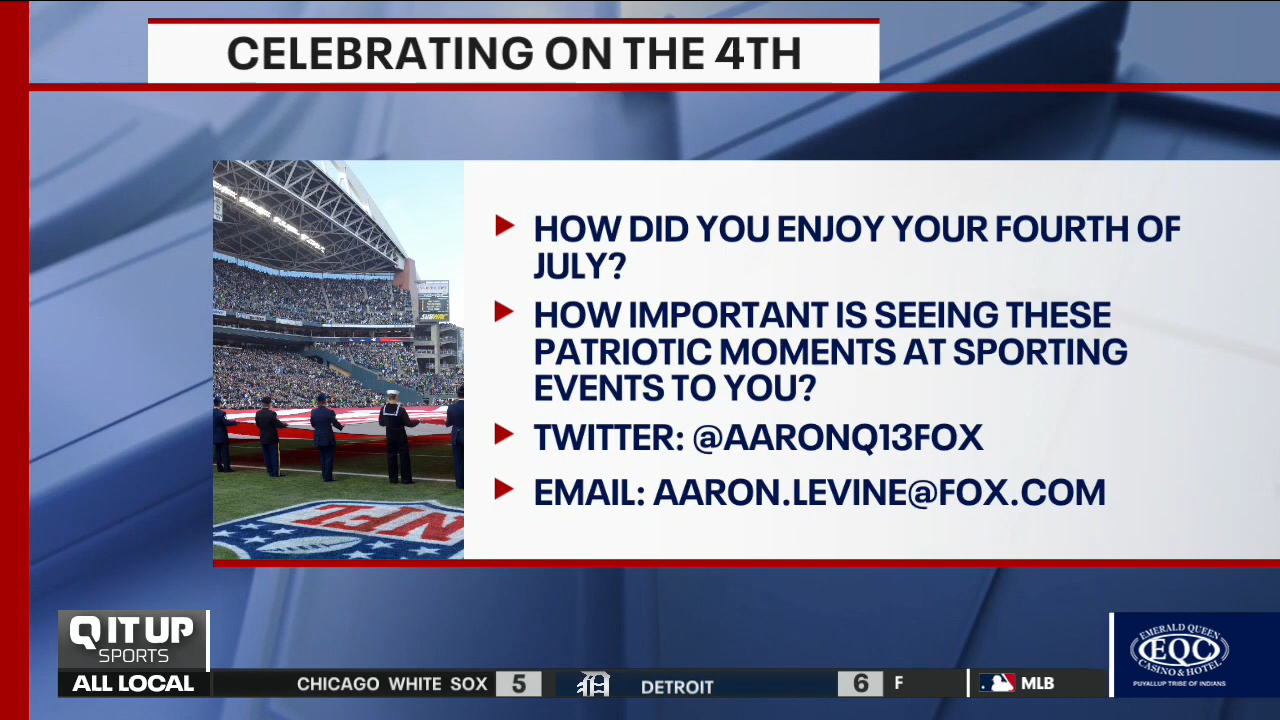 CELEBRATING ON THE 4TH
HOW DID YOU ENJOY YOUR FOURTH OF
JULY?
HOW IMPORTANT IS SEEING THESE
PATRIOTIC MOMENTS AT SPORTING
EVENTS TO YOU?
TWITTER: @AARONQ13FOX
EMAIL: AARON.LEVINE@FOX.COM
SUBWAY
NFL
Q IT UP
SPORTS
ALL LOCAL
CHICAGO WHITE SOX 5 D DETROIT 6 F MLB
EMERALD QUEEN
EQC
CASINO & HOTEL
PUYALLUP TRIBE OF INDIANS